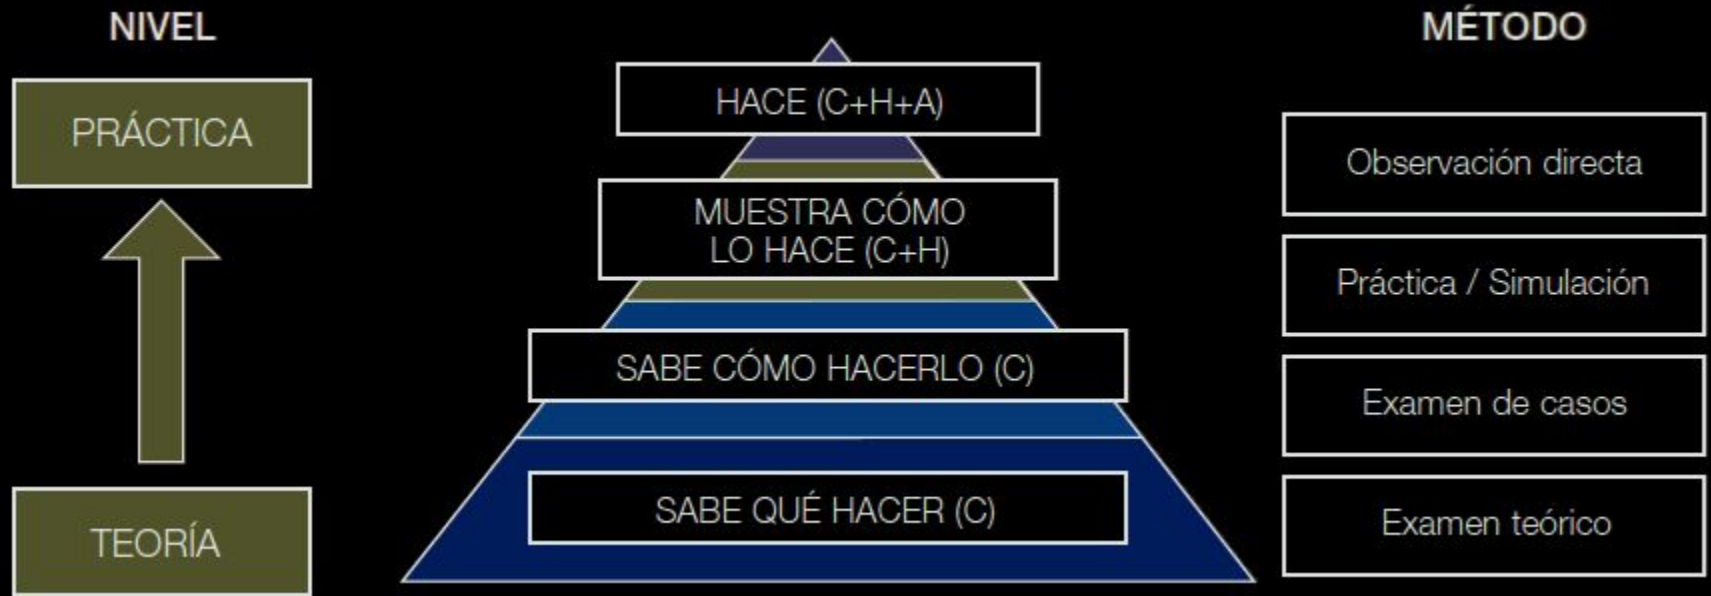 NIVEL
MÉTODO
PRÁCTICA
TEORÍA
HACE (C+H+A)
MUESTRA CÓMO
LO HACE (C+H)
SABE CÓMO HACERLO (C)
SABE QUÉ HACER (C)
Observación directa
Práctica / Simulación
Examen de casos
Examen teórico